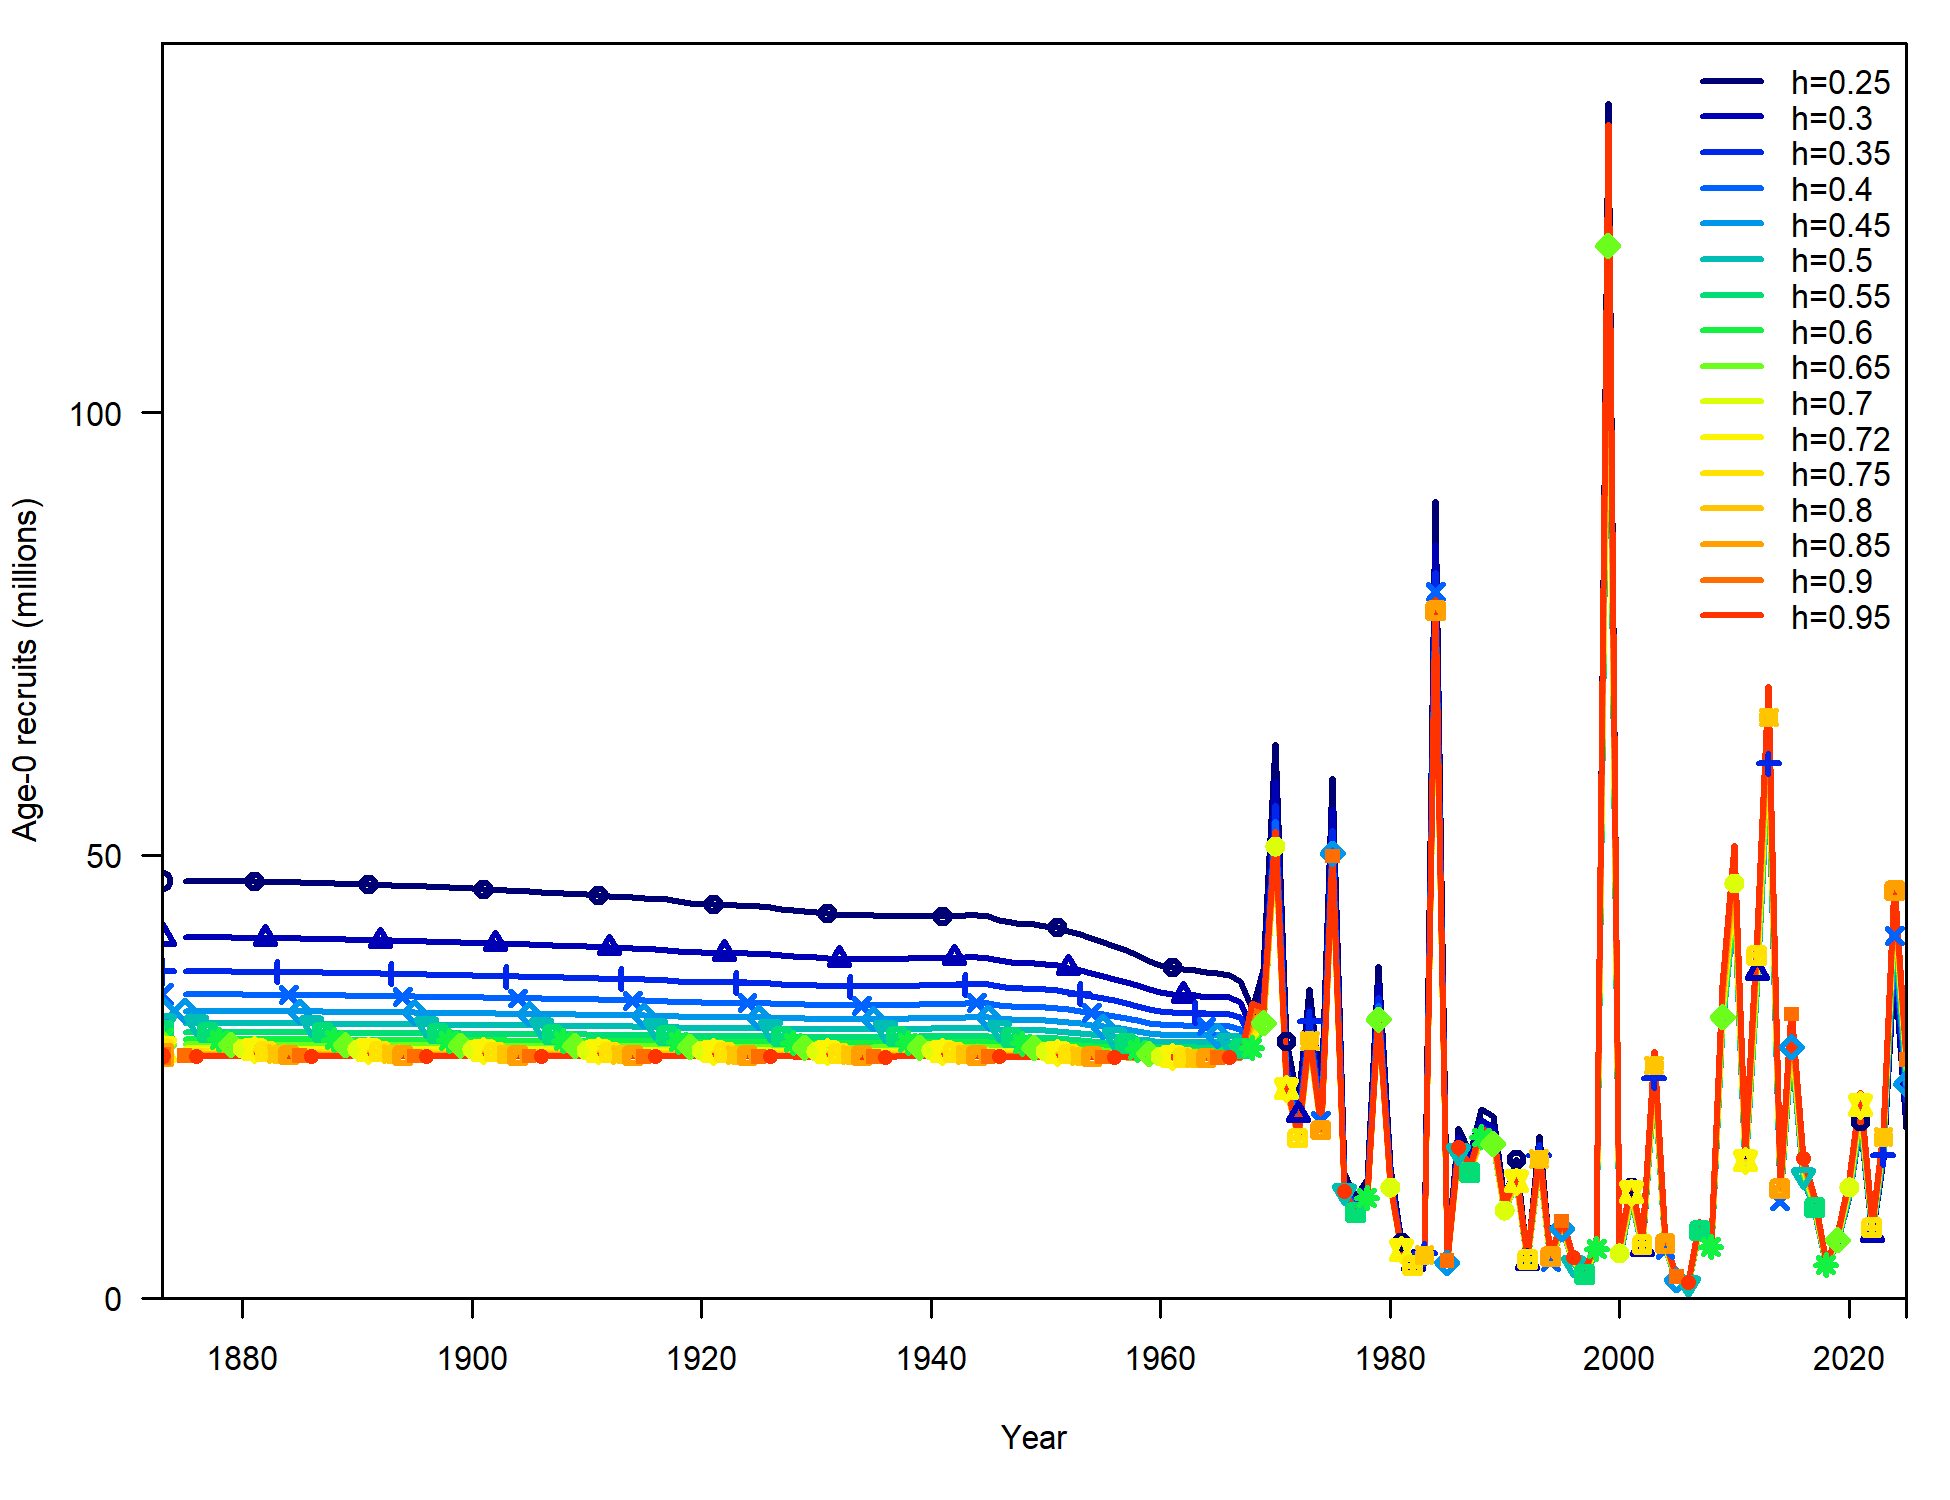 h=0.25
h=0.3
h=0.35
h=0.4
h=0.45
h=0.5
h=0.55
h=0.6
h=0.65
h=0.7
h=0.72
h=0.75
h=0.8
h=0.85
h=0.9
h=0.95
100
50
0
Age-0 recruits (millions)
1880 1900 1920 1940 1960 1980 2000 2020
Year